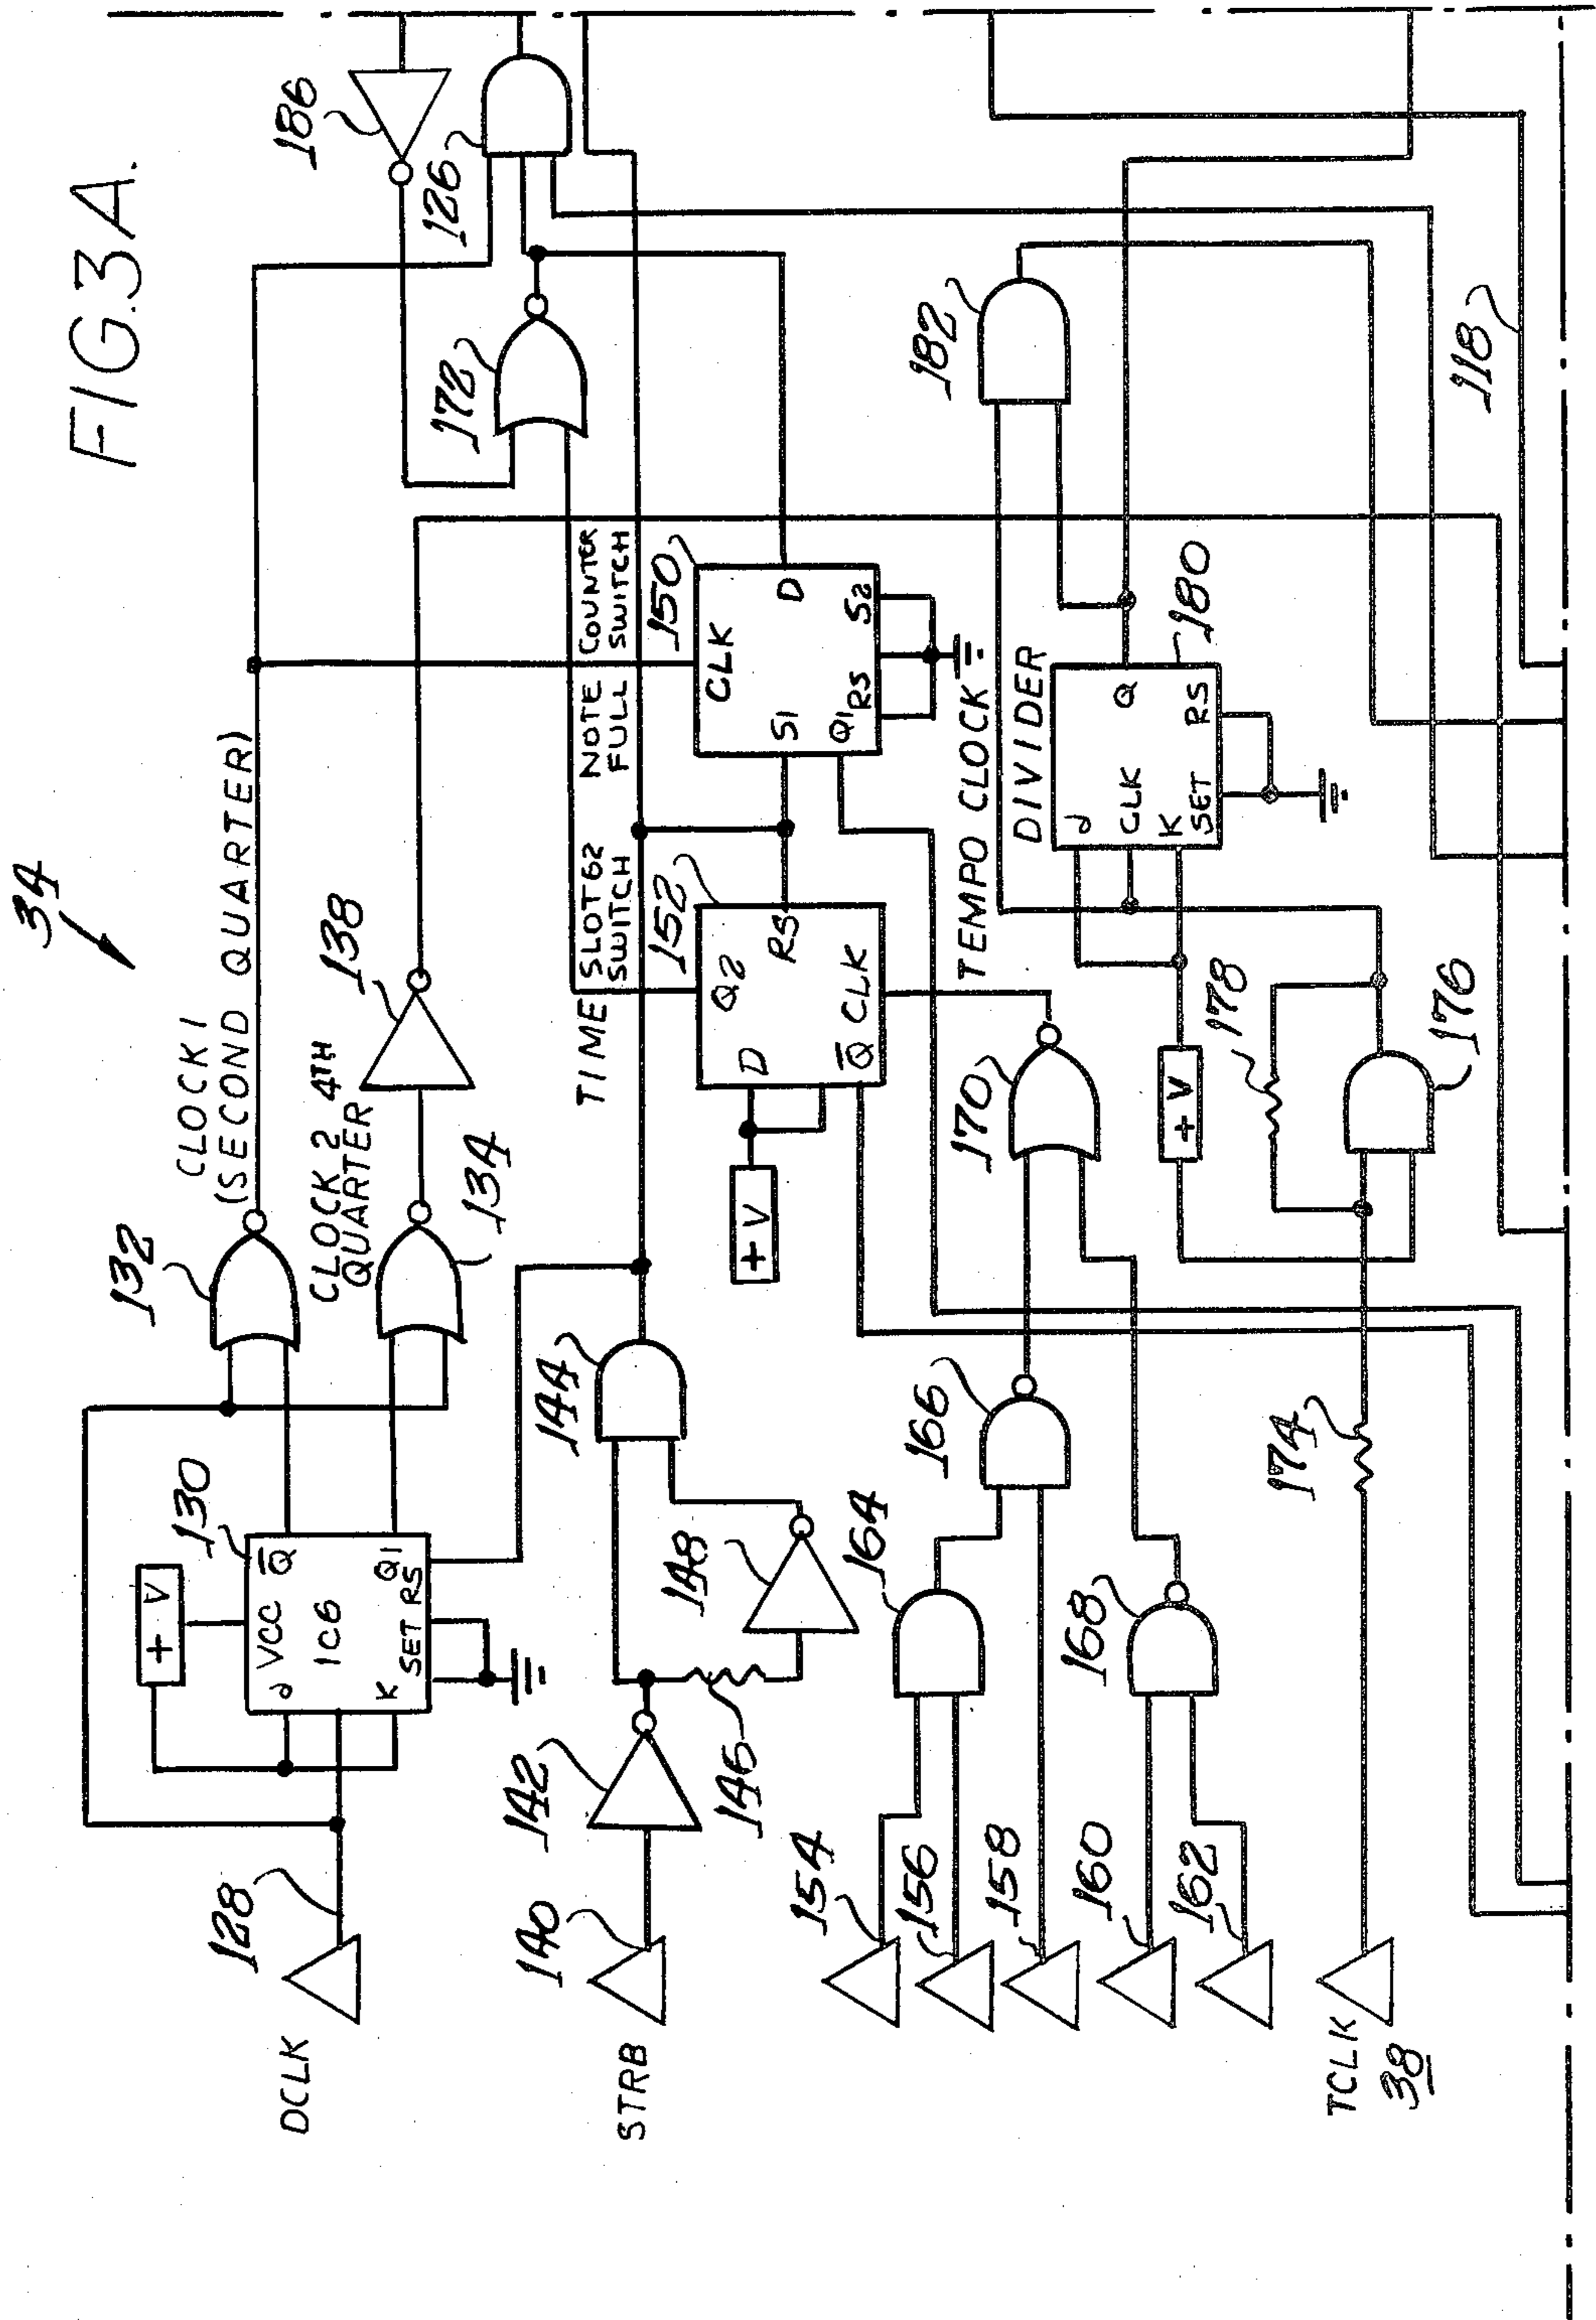 FIG.3A.
34
CLOCK 1
(SECOND QUARTER)
CLOCK 2 4TH
QUARTER
132
134
138
186
126
172
130
+ V
VCC
IC6
J
K
Q̅
Q1
SET RS
128
DCLK
140
STRB
142
144
146
148
TIME SLOT 62
SWITCH
NOTE COUNTER
FULL SWITCH
152
D
Q2
RS
Q̅
CLK
+ V
150
CLK
S1
D
Q1
RS
S2
154
156
158
160
162
164
166
168
170
TEMPO CLOCK
DIVIDER
J
CLK
K
SET
Q
RS
180
182
+ V
178
176
174
TCLK
38
118